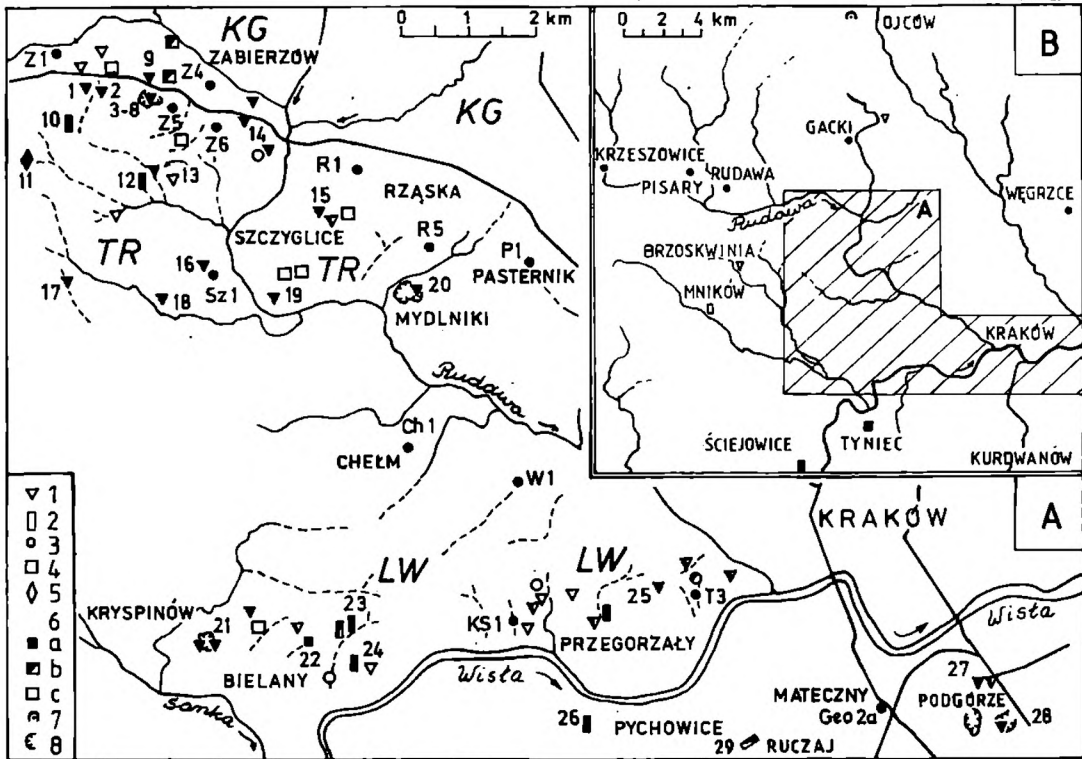 KG
ZABIERZÓW
0 1 2 km
Z1
9
Z4
1
2
3-8
Z5
10
Z6
14
KG
11
12
13
R1
RZĄSKA
15
SZCZYGLICE
TR
TR
R5
P1
PASTERNIK
16
Sz1
17
18
19
20
MYDLNIKI
Rudawa
Ch1
CHEŁM
W1
LW
LW
KRYSPINÓW
21
22
23
24
BIELANY
KS1
25
T3
PRZEGORZAŁY
Wisła
Sanka
26
PYCHOWICE
29 RUCZAJ
MATECZNY
Geo 2a
27
PODGÓRZE
28
KRAKÓW
Wisła
A
0 4 km
B
OJCÓW
GACKI
KRZESZOWICE
PISARY
RUDAWA
WĘGRZCE
Rudawa
A
BRZOSKWINIA
MNIKÓW
KRAKÓW
TYNIEC
ŚCIEJOWICE
KURDWANÓW
1
2
3
4
5
6
a
b
c
7
8